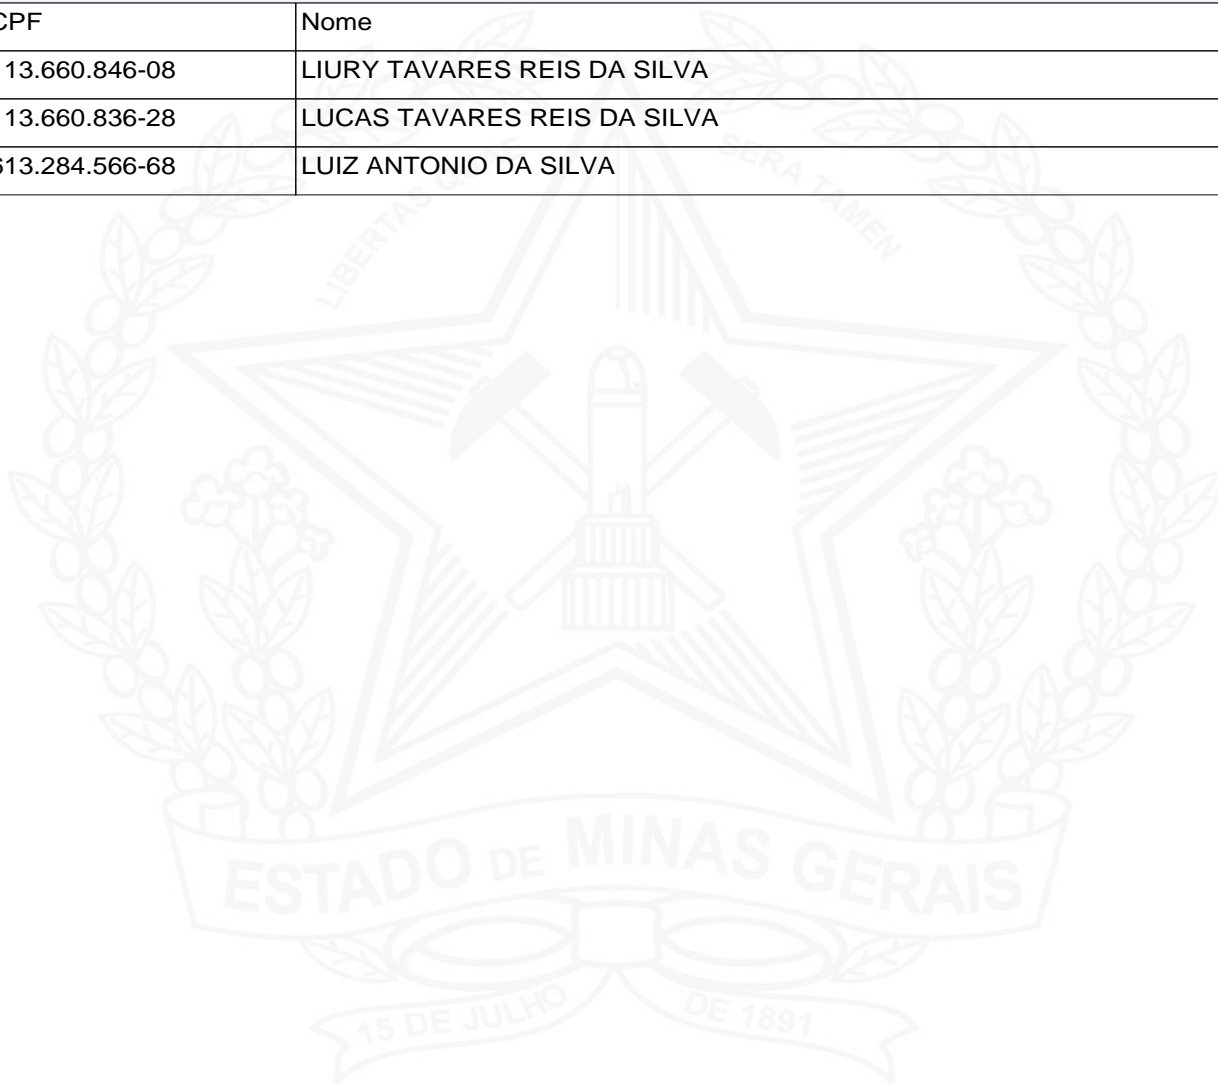 CPF Nome
13.660.846-08 LIURY TAVARES REIS DA SILVA
13.660.836-28 LUCAS TAVARES REIS DA SILVA
613.284.566-68 LUIZ ANTONIO DA SILVA
LIBERTAS QUE SERA TAMEN
ESTADO DE MINAS GERAIS
15 DE JULHO DE 1891